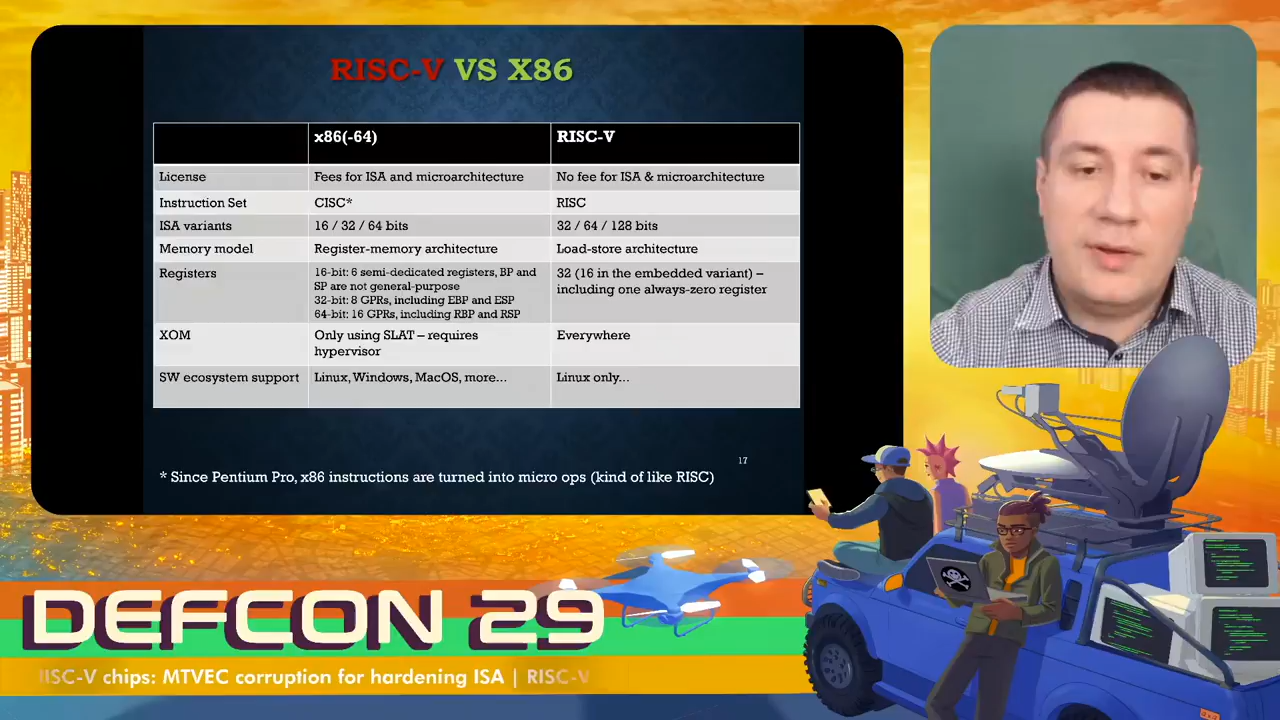 RISC-V VS X86
x86(-64)
RISC-V
License
Fees for ISA and microarchitecture
No fee for ISA & microarchitecture
Instruction Set
CISC*
RISC
ISA variants
16 / 32 / 64 bits
32 / 64 / 128 bits
Memory model
Register-memory architecture
Load-store architecture
Registers
16-bit: 6 semi-dedicated registers, BP and
SP are not general-purpose
32-bit: 8 GPRs, including EBP and ESP
64-bit: 16 GPRs, including RBP and RSP
32 (16 in the embedded variant) –
including one always-zero register
XOM
Only using SLAT – requires
hypervisor
Everywhere
SW ecosystem support
Linux, Windows, MacOS, more...
Linux only...
17
* Since Pentium Pro, x86 instructions are turned into micro ops (kind of like RISC)
DEFCON 29
RISC-V chips: MTVEC corruption for hardening ISA | RISC-V